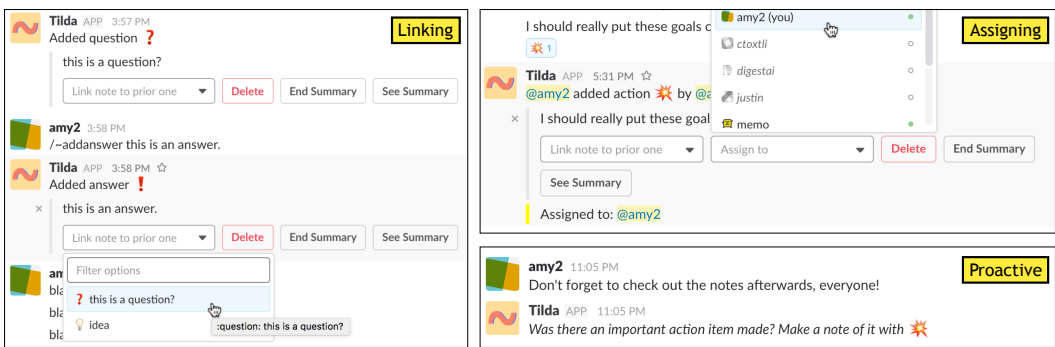 Linking
Tilda APP 3:57 PM
Added question ❓
this is a question?
Link note to prior one
Delete
End Summary
See Summary
amy2 3:58 PM
/~addanswer this is an answer.
Tilda APP 3:58 PM ☆
Added answer ❗
× this is an answer.
Link note to prior one
Delete
End Summary
See Summary
Filter options
❓ this is a question?
💡 idea
:question: this is a question?
am
bla
bla
bla
Assigning
I should really put these goals o
💥 1
Tilda APP 5:31 PM ☆
@amy2 added action 💥 by @a
× I should really put these goal
amy2 (you)
ctoxtli
digestai
justin
memo
Link note to prior one
Assign to
Delete
End Summary
See Summary
Assigned to: @amy2
Proactive
amy2 11:05 PM
Don't forget to check out the notes afterwards, everyone!
Tilda APP 11:05 PM
Was there an important action item made? Make a note of it with 💥